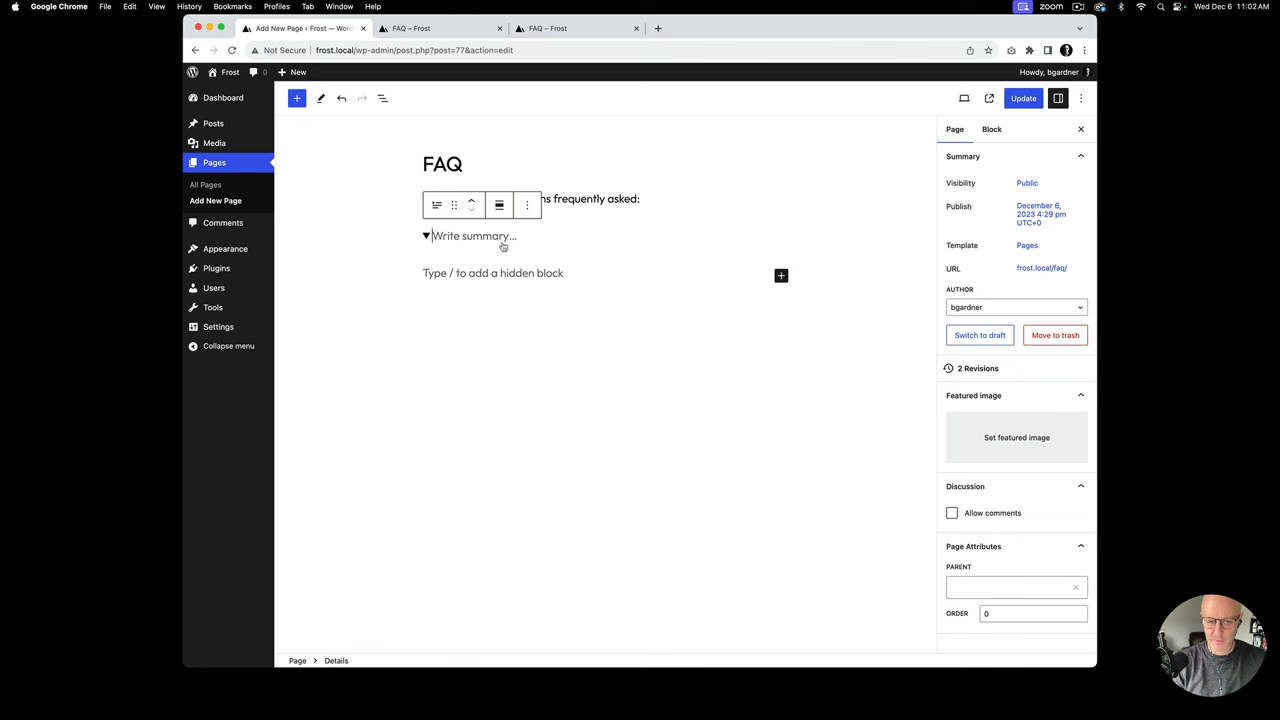 Google Chrome File Edit View History Bookmarks Profiles Tab Window Help
zoom Wed Dec 6 11:02 AM
Add New Page ‹ Frost — Word FAQ – Frost FAQ – Frost
Not Secure frost.local/wp-admin/post.php?post=77&action=edit
Frost 0 New Howdy, bgardner
Dashboard
Posts
Media
Pages
All Pages
Add New Page
Comments
Appearance
Plugins
Users
Tools
Settings
Collapse menu
Update
FAQ
ns frequently asked:
Write summary…
Type / to add a hidden block
Page Block
Summary
Visibility Public
Publish December 6,
2023 4:29 pm
UTC+0
Template Pages
URL frost.local/faq/
AUTHOR
bgardner
Switch to draft Move to trash
2 Revisions
Featured image
Set featured image
Discussion
Allow comments
Page Attributes
PARENT
ORDER 0
Page › Details